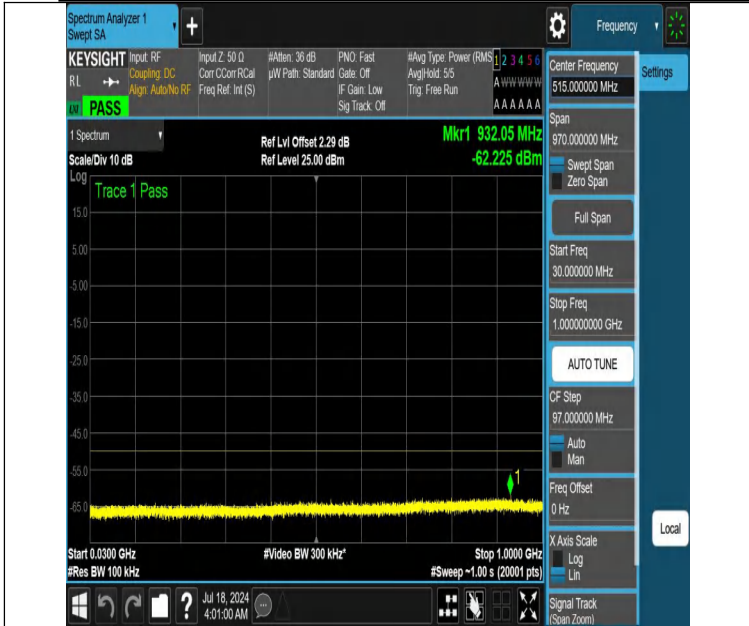 Spectrum Analyzer 1
Swept SA
Frequency
KEYSIGHT
RL
PASS
Input: RF
Coupling: DC
Align: Auto/No RF
Input Z: 50 Ω
Corr CCorr RCal
Freq Ref: Int (S)
#Atten: 36 dB
µW Path: Standard
PNO: Fast
Gate: Off
IF Gain: Low
Sig Track: Off
#Avg Type: Power (RMS
Avg|Hold: 5/5
Trig: Free Run
1 2 3 4 5 6
A W W W W W
A A A A A A
1 Spectrum
Scale/Div 10 dB
Ref Lvl Offset 2.29 dB
Ref Level 25.00 dBm
Mkr1 932.05 MHz
-62.225 dBm
Log
Trace 1 Pass
15.0
5.00
-5.00
-15.0
-25.0
-35.0
-45.0
-55.0
-65.0
1
Start 0.0300 GHz
#Res BW 100 kHz
#Video BW 300 kHz*
Stop 1.0000 GHz
#Sweep ~1.00 s (20001 pts)
?
Jul 18, 2024
4:01:00 AM
Center Frequency
515.000000 MHz
Settings
Span
970.000000 MHz
Swept Span
Zero Span
Full Span
Start Freq
30.000000 MHz
Stop Freq
1.000000000 GHz
AUTO TUNE
CF Step
97.000000 MHz
Auto
Man
Freq Offset
0 Hz
X Axis Scale
Log
Lin
Local
Signal Track
(Span Zoom)